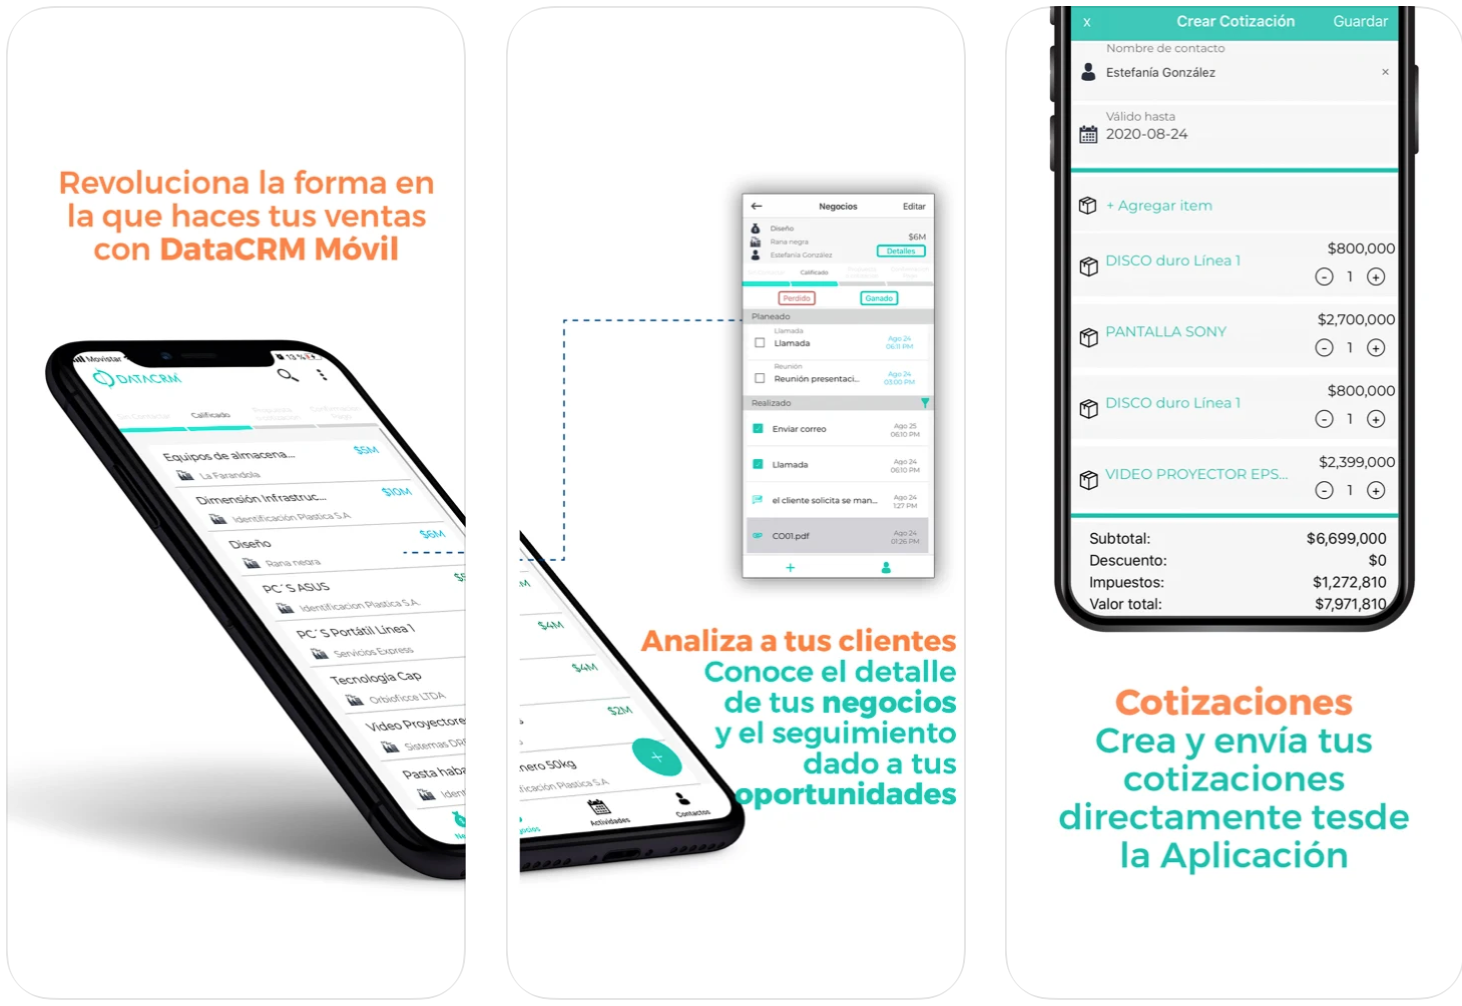 Revoluciona la forma en
la que haces tus ventas
con DataCRM Móvil
Movistar
13 %
DATACRM
Calificado
Equipos de almacena...
$5M
La Farandola
Dimensión Infrastruc...
$10M
Identificación Plastica S.A
Diseño
$6M
Rana negra
PC´S ASUS
Identificacion Plastica S.A.
PC´S Portátil Linea 1
Servicios Express
Tecnologia Cap
Orbioficce LTDA
Video Proyectore
Sistemas DR
Pasta haba
Iden
Negocios
Editar
Diseño
Rana negra
Estefanía González
$6M
Detalles
Calificado
Perdido
Ganado
Planeado
Llamada
Llamada
Ago 24
06:11 PM
Reunión
Reunión presentaci...
Ago 24
03:00 PM
Realizado
Enviar correo
Ago 25
06:10 PM
Llamada
Ago 24
06:10 PM
el cliente solicita se man...
Ago 24
1:27 PM
CO01.pdf
Ago 24
01:26 PM
+
$4M
$4M
$2M
nero 50kg
ficación Plastica S.A
+
gocios
Actividades
Contactos
Analiza a tus clientes
Conoce el detalle
de tus negocios
y el seguimiento
dado a tus
oportunidades
x
Crear Cotización
Guardar
Nombre de contacto
Estefanía González
×
Válido hasta
2020-08-24
+ Agregar item
DISCO duro Línea 1
$800,000
- 1 +
PANTALLA SONY
$2,700,000
- 1 +
DISCO duro Línea 1
$800,000
- 1 +
VIDEO PROYECTOR EPS...
$2,399,000
- 1 +
Subtotal: $6,699,000
Descuento: $0
Impuestos: $1,272,810
Valor total: $7,971,810
Cotizaciones
Crea y envía tus
cotizaciones
directamente tesde
la Aplicación